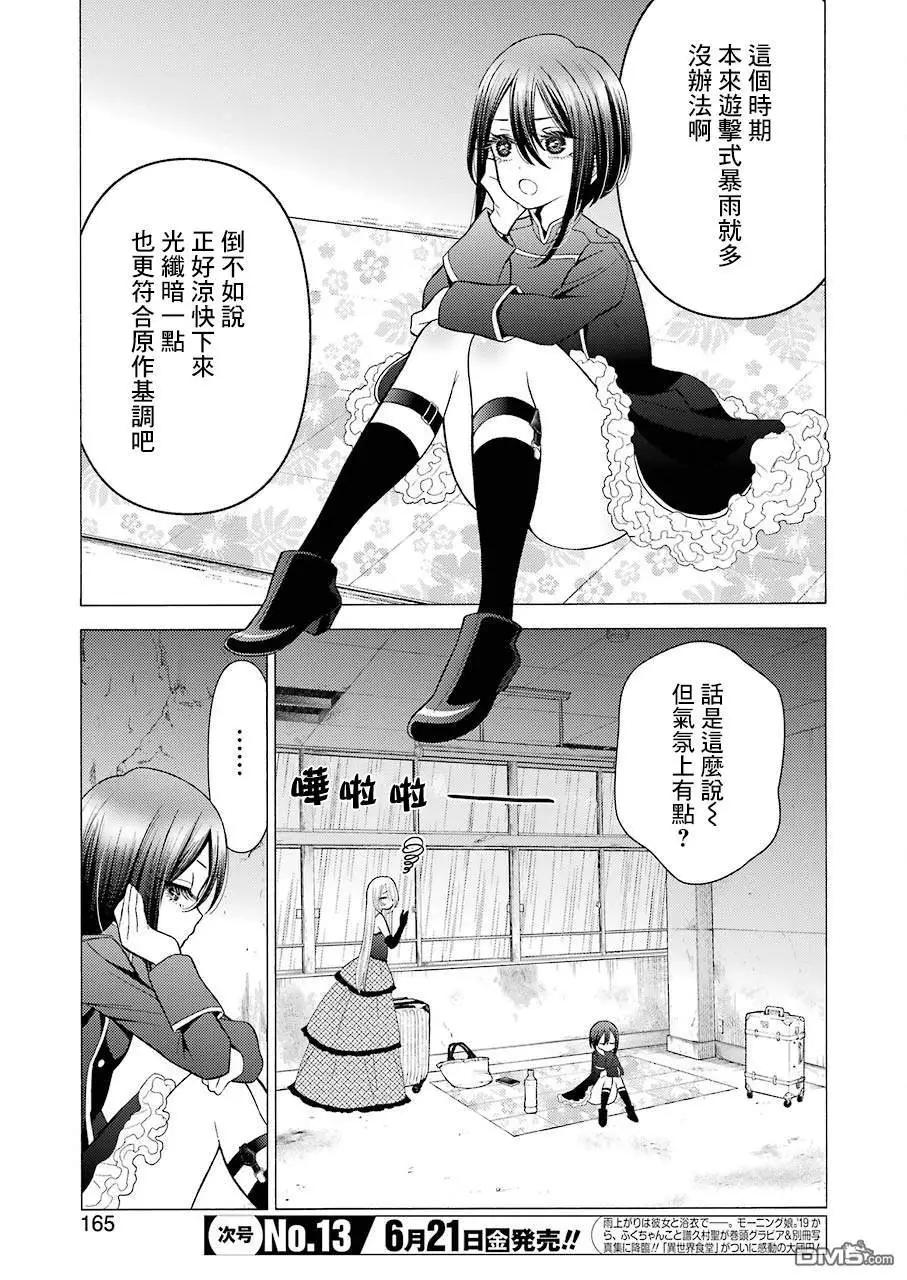 這個時期
本來遊擊式暴雨就多
沒辦法啊
倒不如說
正好涼快下來
光纖暗一點
也更符合原作基調吧
話是這麼說~
但氣氛上有點?
嘩啦啦——
……
165
次号 No.13 / 6月21日金発売!!
雨上がりは彼女と浴衣で——。モーニング娘。'19か
ら、ふくちゃんこと譜久村聖が巻頭グラビア&別冊写
真集に降臨!!「異世界食堂」がついに感動の大団円!